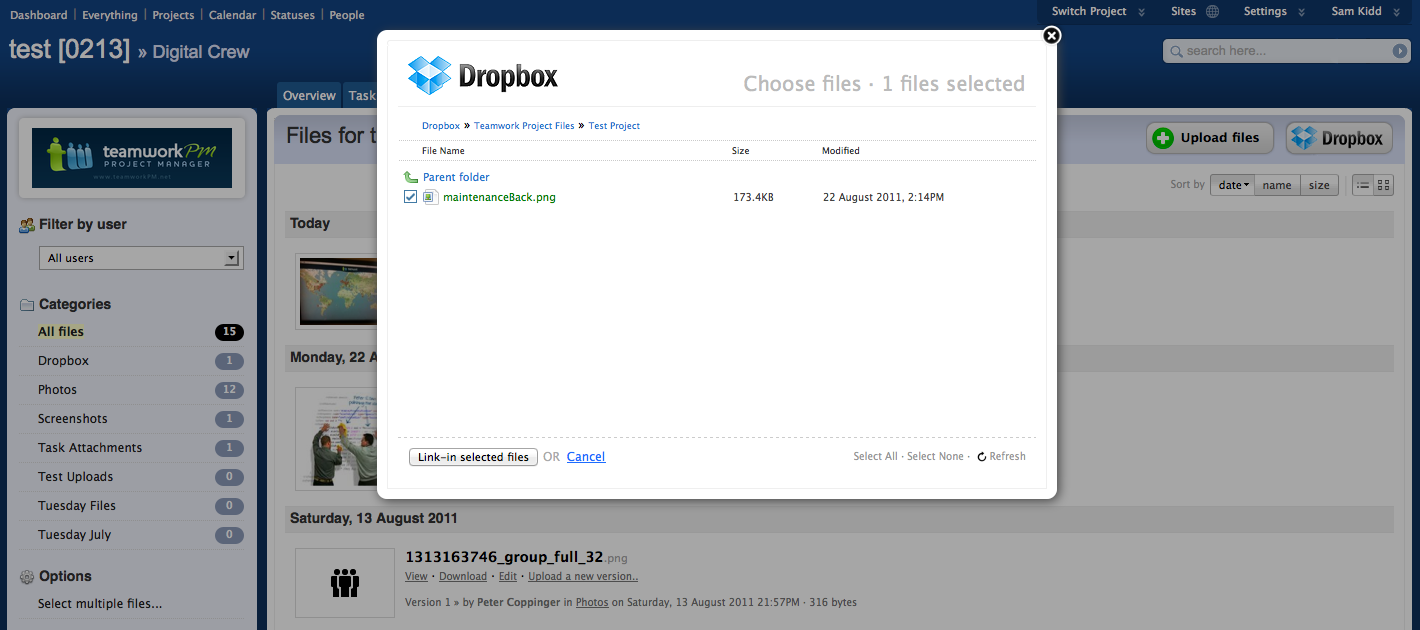 Dashboard | Everything | Projects | Calendar | Statuses | People
Switch Project
Sites
Settings
Sam Kidd
test [0213] » Digital Crew
search here...
Overview
Task
teamworkPM
PROJECT MANAGER
www.teamworkPM.net
Filter by user
All users
Categories
All files 15
Dropbox 1
Photos 12
Screenshots 1
Task Attachments 1
Test Uploads 0
Tuesday Files 0
Tuesday July 0
Options
Select multiple files...
Files for t
Upload files
Dropbox
Sort by date name size
Today
Monday, 22 A
Dropbox
Choose files · 1 files selected
Dropbox » Teamwork Project Files » Test Project
File Name Size Modified
Parent folder
maintenanceBack.png 173.4KB 22 August 2011, 2:14PM
Link-in selected files OR Cancel
Select All · Select None · Refresh
Saturday, 13 August 2011
1313163746_group_full_32.png
View · Download · Edit · Upload a new version..
Version 1 » by Peter Coppinger in Photos on Saturday, 13 August 2011 21:57PM · 316 bytes